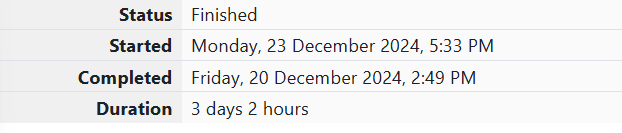 Status Finished
Started Monday, 23 December 2024, 5:33 PM
Completed Friday, 20 December 2024, 2:49 PM
Duration 3 days 2 hours